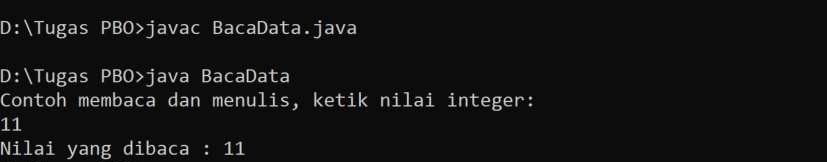 D:\Tugas PBO>javac BacaData.java
D:\Tugas PBO>java BacaData
Contoh membaca dan menulis, ketik nilai integer:
11
Nilai yang dibaca : 11